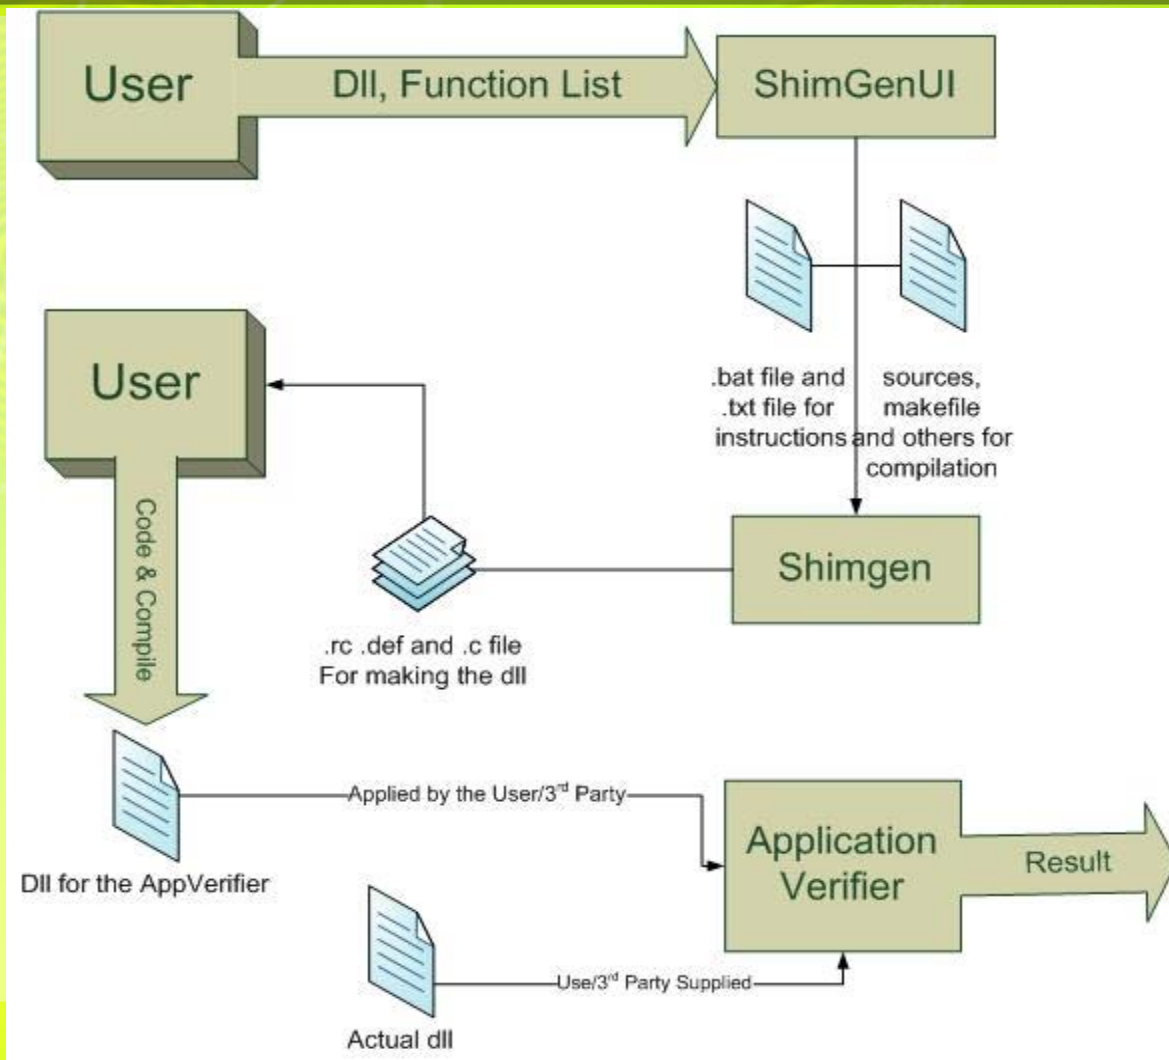 User
Dll, Function List
ShimGenUI
.bat file and
.txt file for
instructions
sources,
makefile
and others for
compilation
User
Code & Compile
Shimgen
.rc .def and .c file
For making the dll
Applied by the User/3rd Party
Dll for the AppVerifier
Application
Verifier
Result
Use/3rd Party Supplied
Actual dll